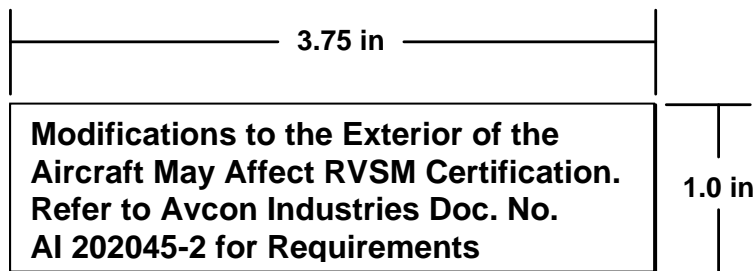 3.75 in
Modifications to the Exterior of the
Aircraft May Affect RVSM Certification.
Refer to Avcon Industries Doc. No.
AI 202045-2 for Requirements
1.0 in